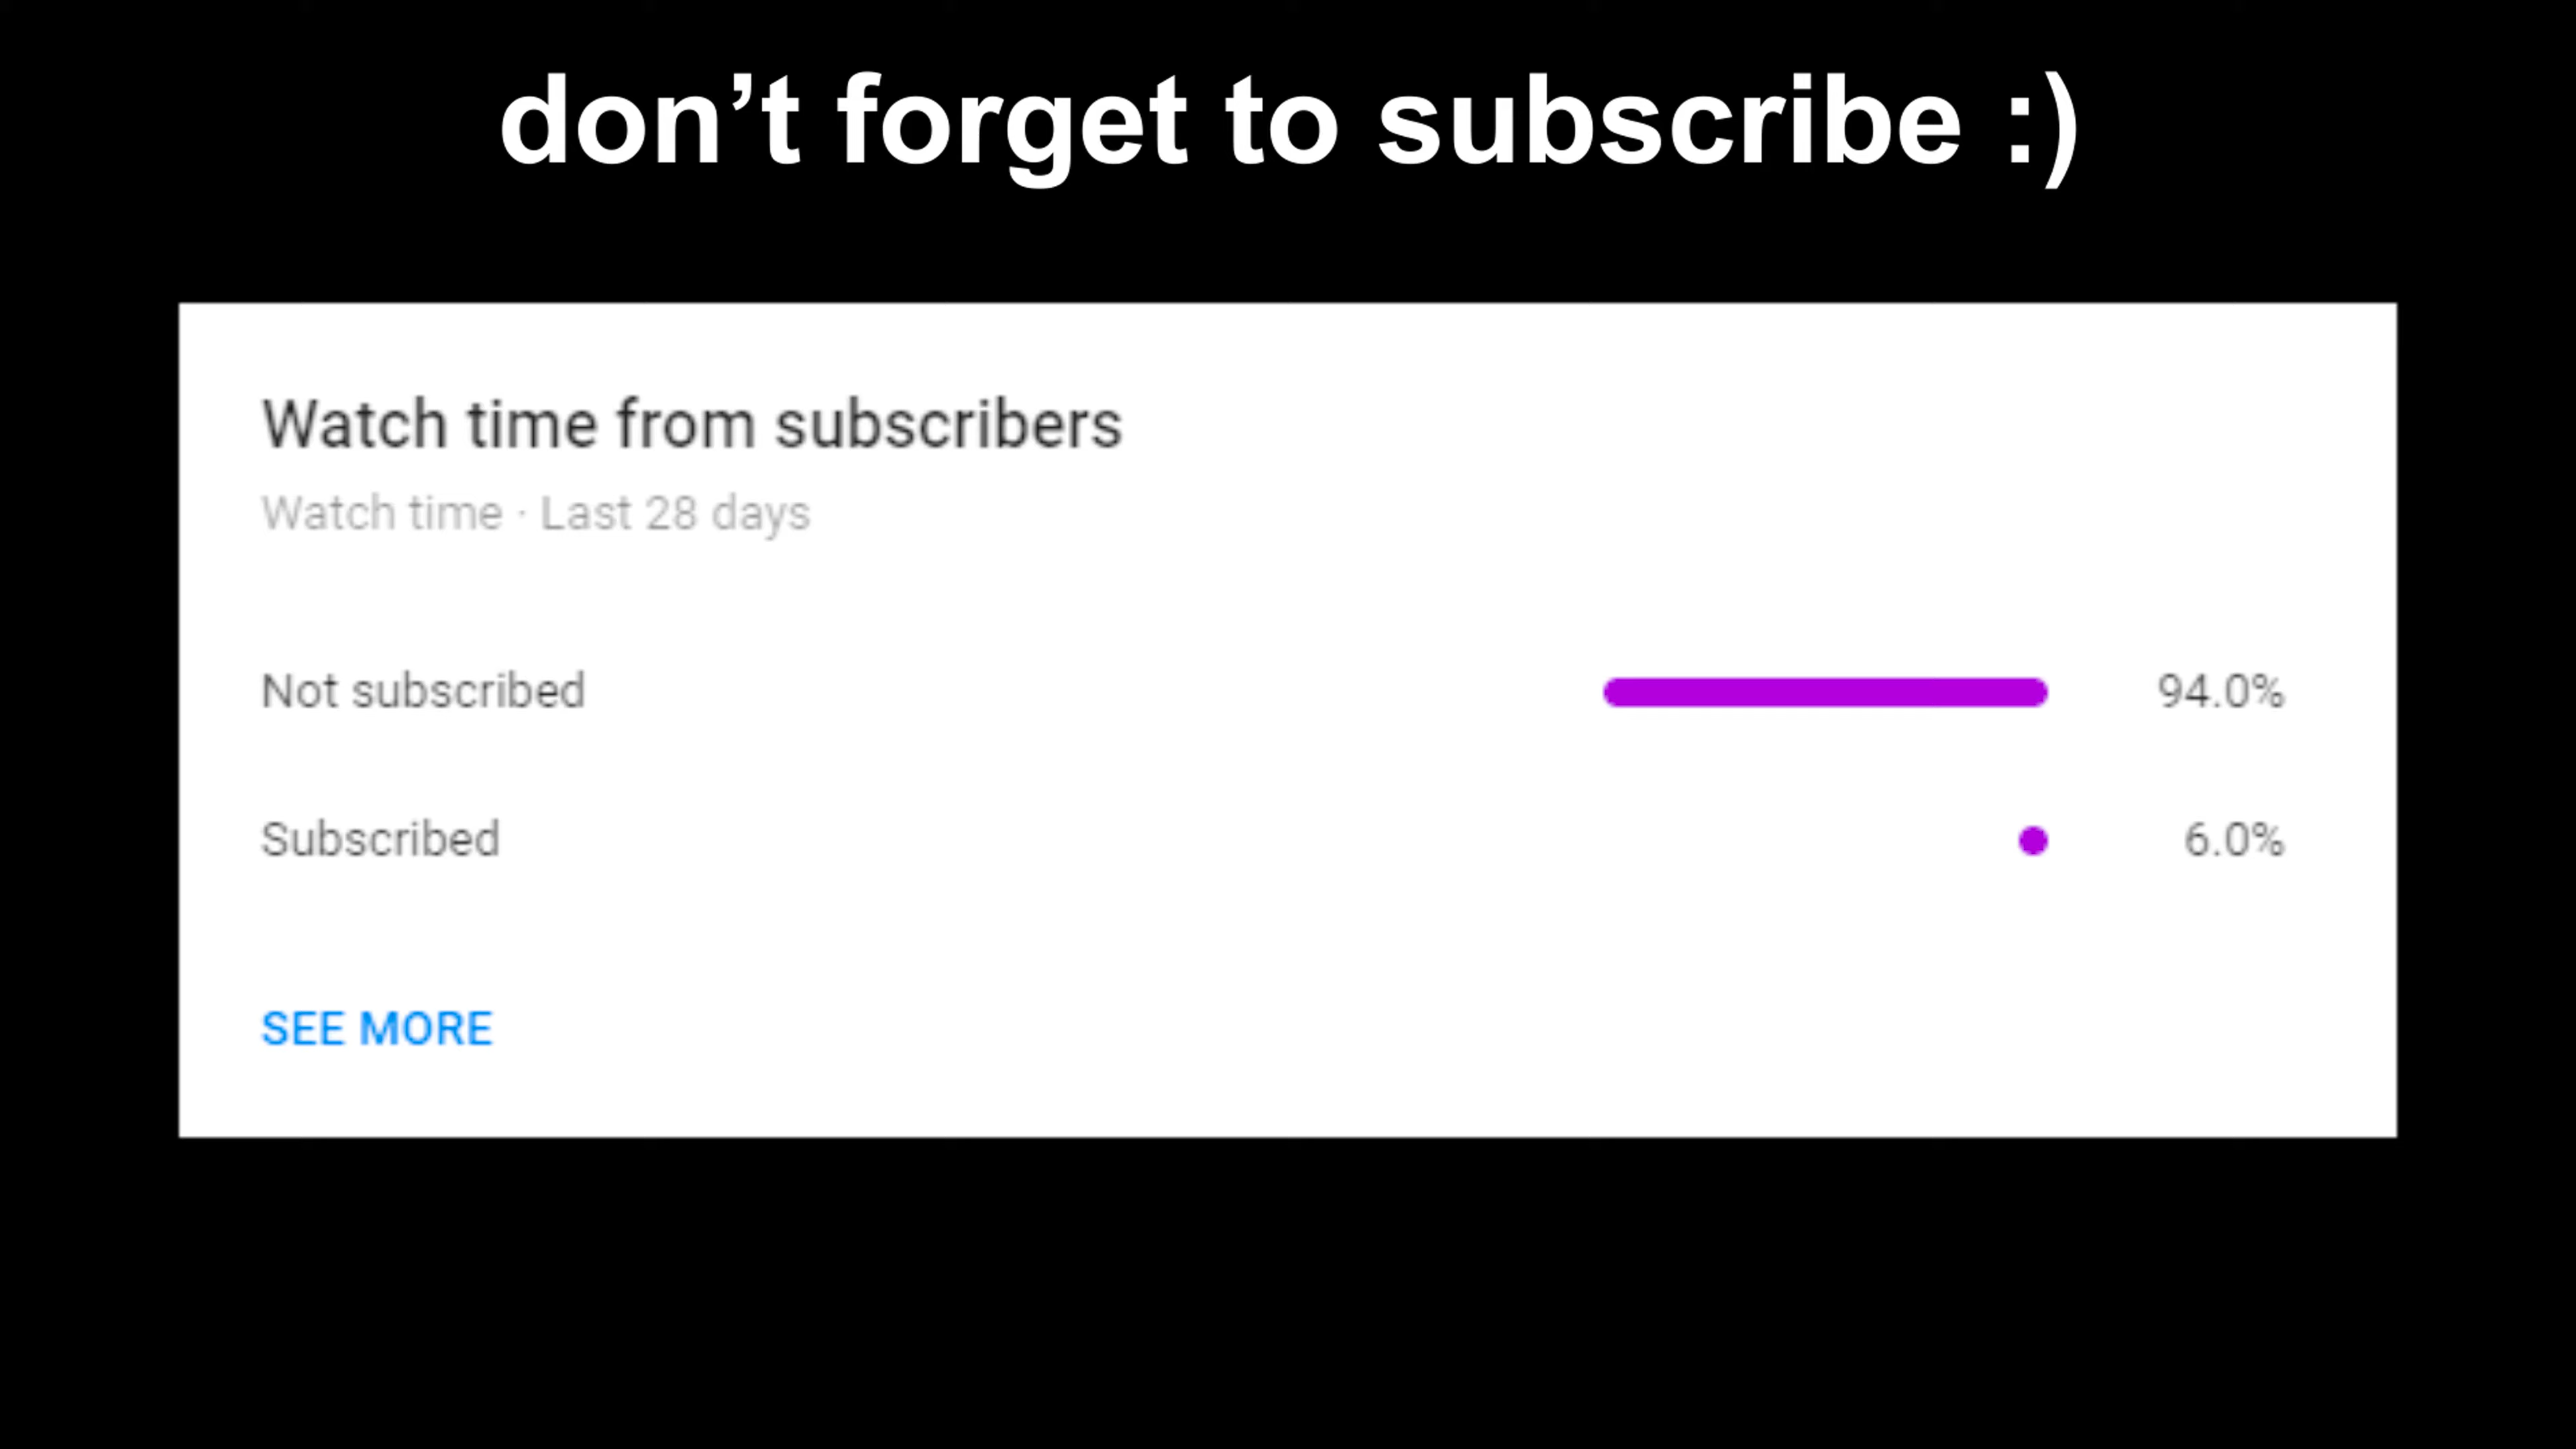 don’t forget to subscribe :)
Watch time from subscribers
Watch time · Last 28 days
Not subscribed 94.0%
Subscribed 6.0%
SEE MORE